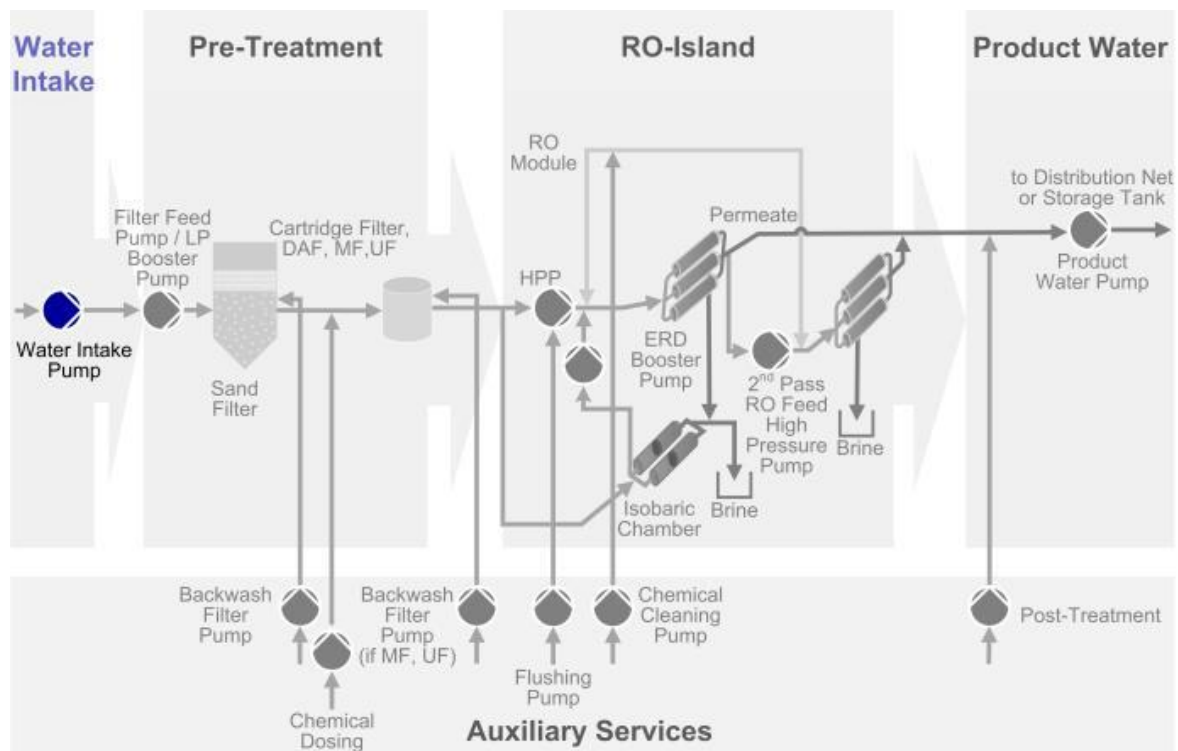 Water
Intake
Pre-Treatment
RO-Island
Product Water
RO
Module
to Distribution Net
or Storage Tank
Filter Feed
Pump / LP
Booster
Pump
Cartridge Filter,
DAF, MF,UF
Permeate
HPP
Product
Water Pump
Water Intake
Pump
Sand
Filter
ERD
Booster
Pump
2nd Pass
RO Feed
High
Pressure
Pump
Brine
Isobaric
Chamber
Brine
Backwash
Filter
Pump
Backwash
Filter
Pump
(if MF, UF)
Chemical
Cleaning
Pump
Post-Treatment
Flushing
Pump
Chemical
Dosing
Auxiliary Services